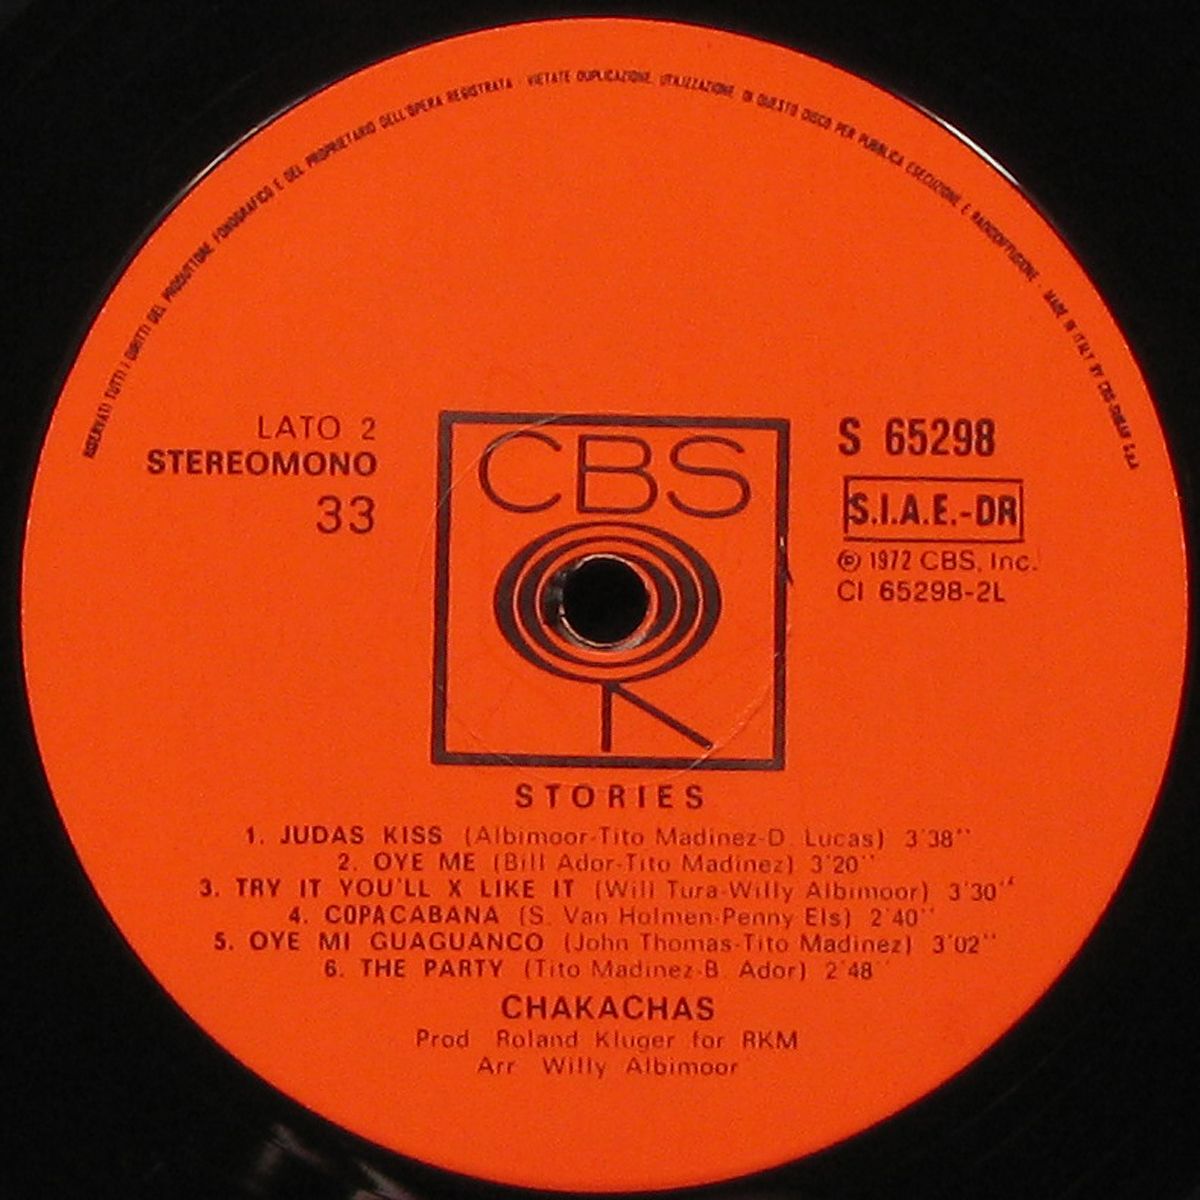 RISERVATI TUTTI I DIRITTI DEL PRODUTTORE FONOGRAFICO E DEL PROPRIETARIO DELL'OPERA REGISTRATA - VIETATE DUPLICAZIONE, UTILIZZAZIONE DI QUESTO DISCO PER PUBBLICA ESECUZIONE E RADIODIFFUSIONE - MADE IN ITALY BY CBS-SUGAR S.p.A.
LATO 2
STEREOMONO
33
CBS
S 65298
S.I.A.E.-DR
℗ 1972 CBS, Inc.
CI 65298-2L
STORIES
1. JUDAS KISS (Albimoor-Tito Madinez-D. Lucas) 3'38''
2. OYE ME (Bill Ador-Tito Madinez) 3'20''
3. TRY IT YOU'LL X LIKE IT (Will Tura-Willy Albimoor) 3'30''
4. COPACABANA (S. Van Holmen-Penny Els) 2'40''
5. OYE MI GUAGUANCO (John Thomas-Tito Madinez) 3'02''
6. THE PARTY (Tito Madinez-B. Ador) 2'48''
CHAKACHAS
Prod Roland Kluger for RKM
Arr Willy Albimoor